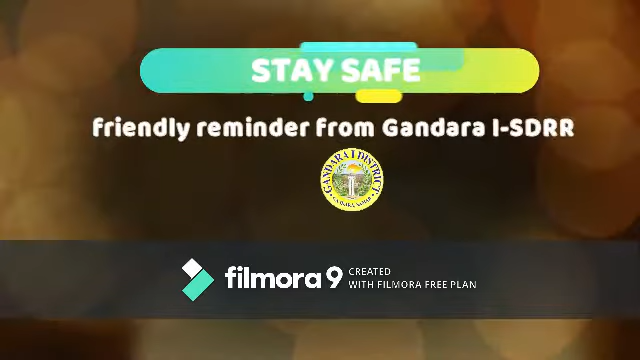 STAY SAFE
friendly reminder from Gandara I-SDRR
GANDARA I DISTRICT
filmora 9 CREATED
WITH FILMORA FREE PLAN